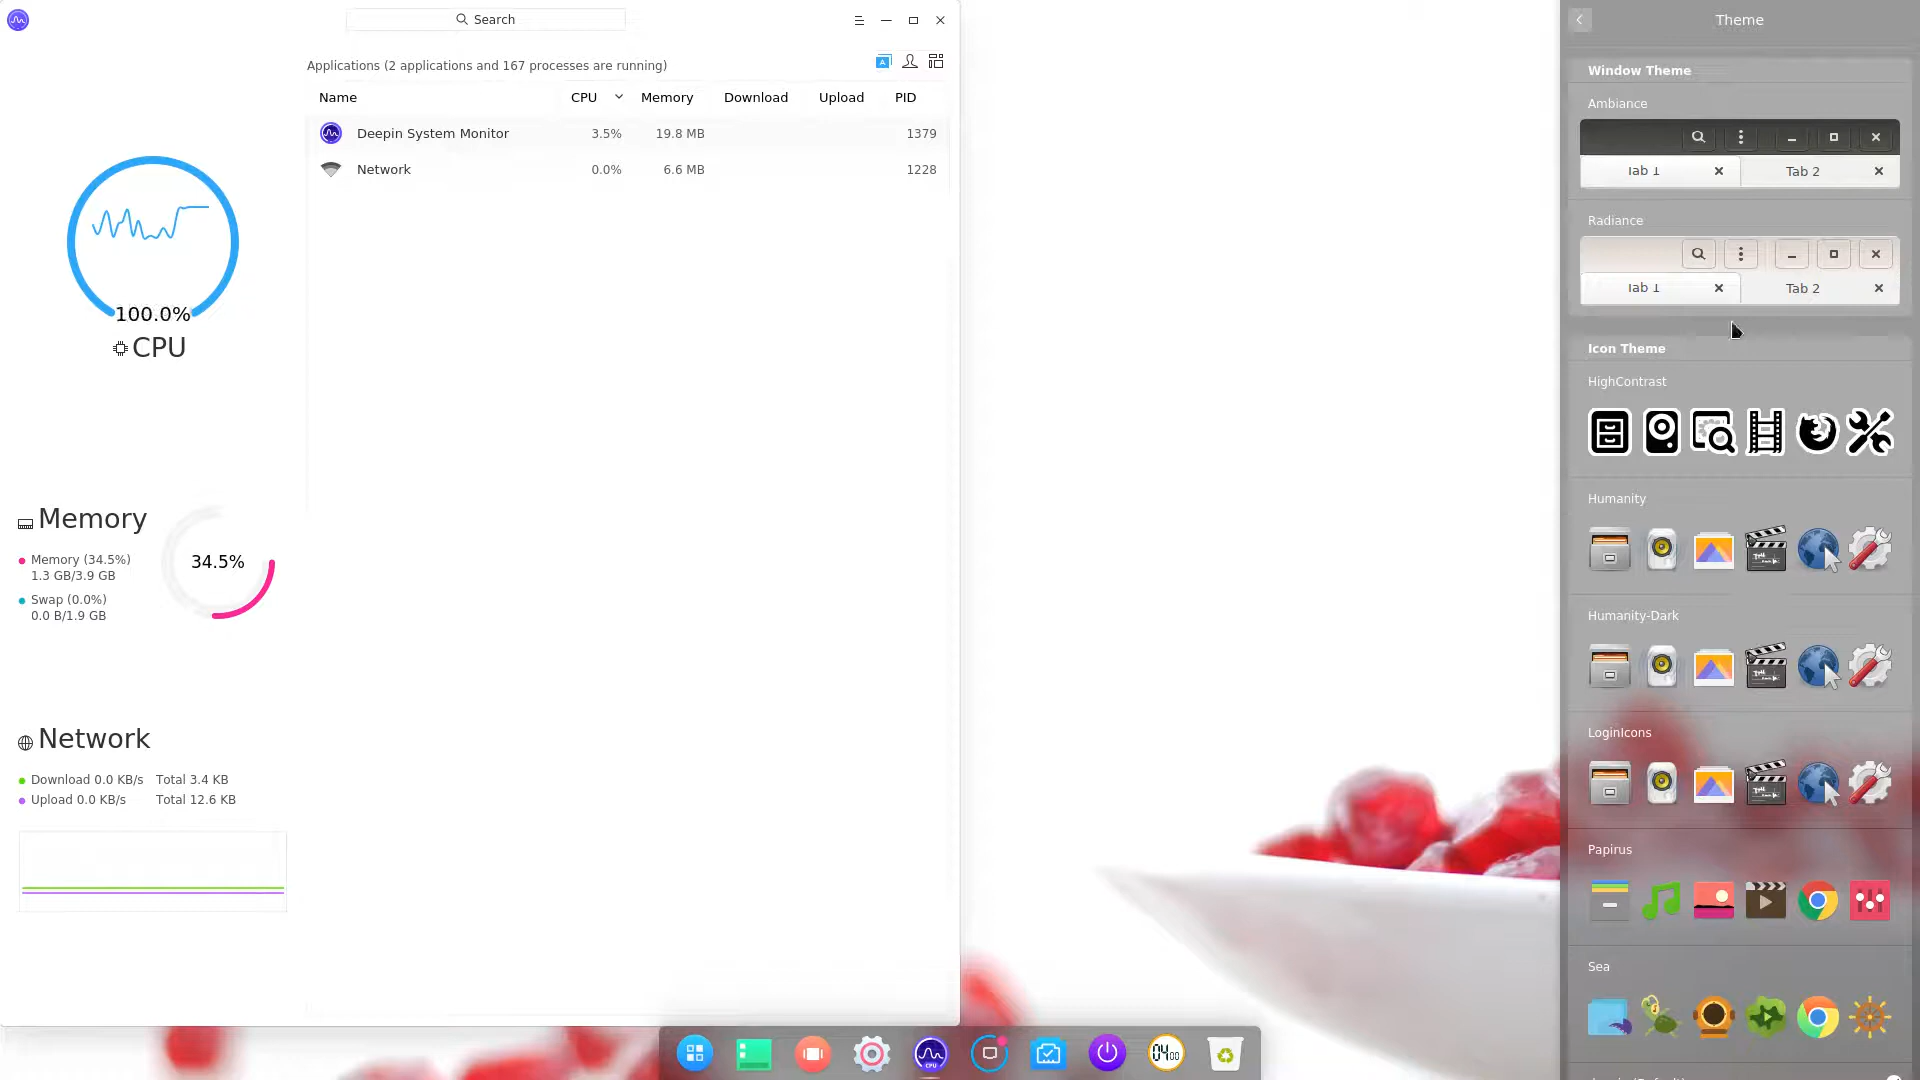 Search
Applications (2 applications and 167 processes are running)
Name CPU Memory Download Upload PID
Deepin System Monitor 3.5% 19.8 MB 1379
Network 0.0% 6.6 MB 1228
100.0%
CPU
Memory
Memory (34.5%)
1.3 GB/3.9 GB
Swap (0.0%)
0.0 B/1.9 GB
34.5%
Network
Download 0.0 KB/s Total 3.4 KB
Upload 0.0 KB/s Total 12.6 KB
Theme
Window Theme
Ambiance
Tab 1 Tab 2
Radiance
Tab 1 Tab 2
Icon Theme
HighContrast
Humanity
Humanity-Dark
LoginIcons
Papirus
Sea
CPU
04 00